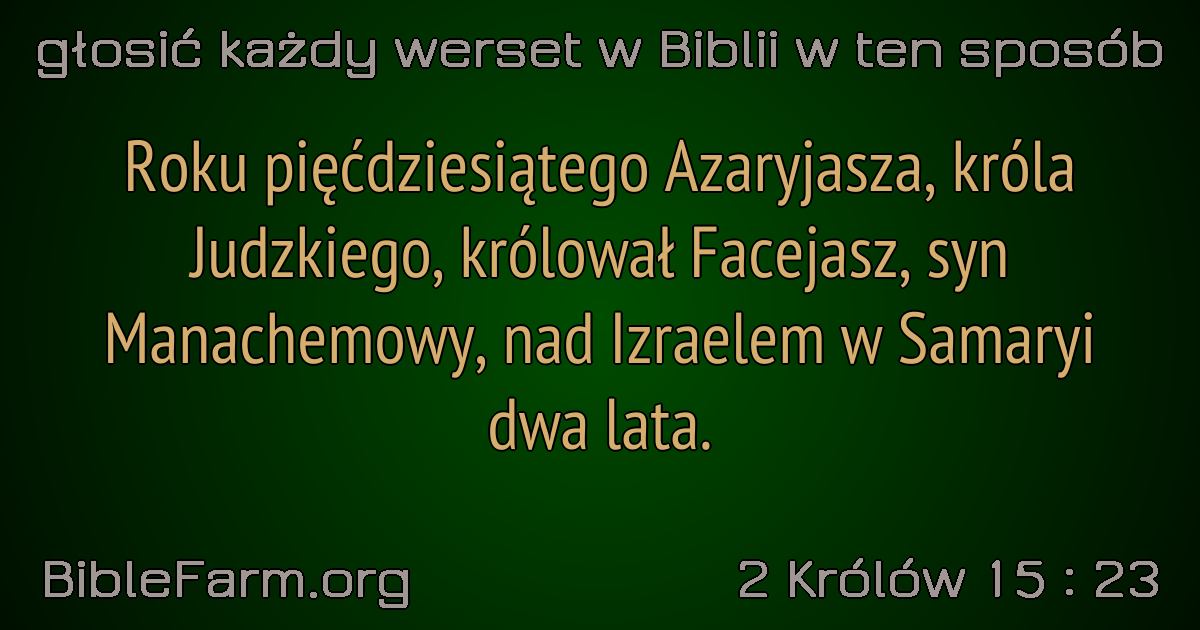 głosić każdy werset w Biblii w ten sposób
Roku pięćdziesiątego Azaryjasza, króla
Judzkiego, królował Facejasz, syn
Manachemowy, nad Izraelem w Samaryi
dwa lata.
BibleFarm.org
2 Królów 15 : 23